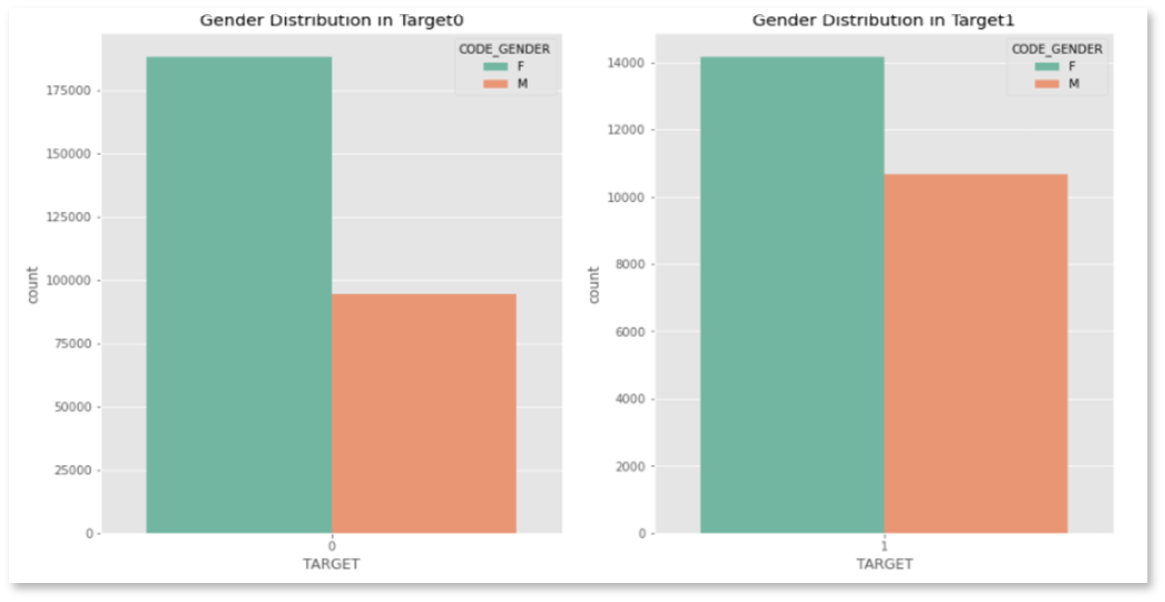 Gender Distribution in Target0
CODE_GENDER
F
M
175000
150000
125000
100000
75000
50000
25000
0
count
0
TARGET
Gender Distribution in Target1
CODE_GENDER
F
M
14000
12000
10000
8000
6000
4000
2000
0
count
1
TARGET